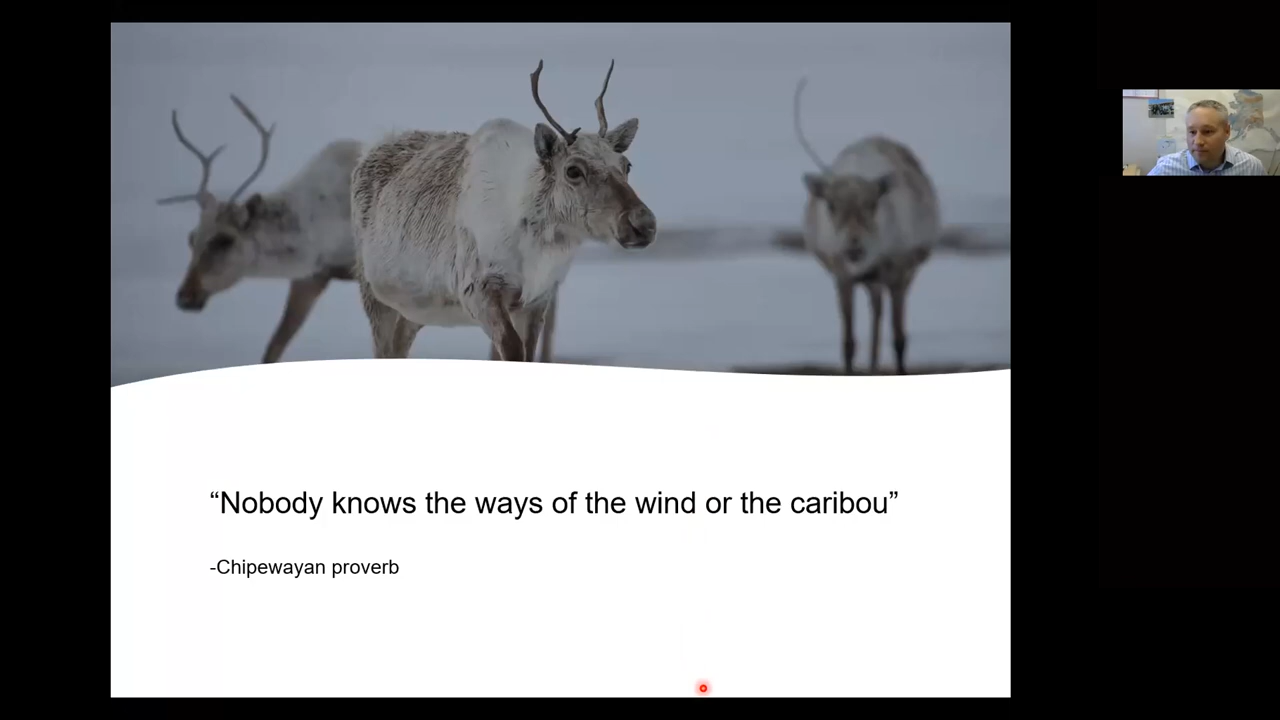 “Nobody knows the ways of the wind or the caribou”
-Chipewayan proverb